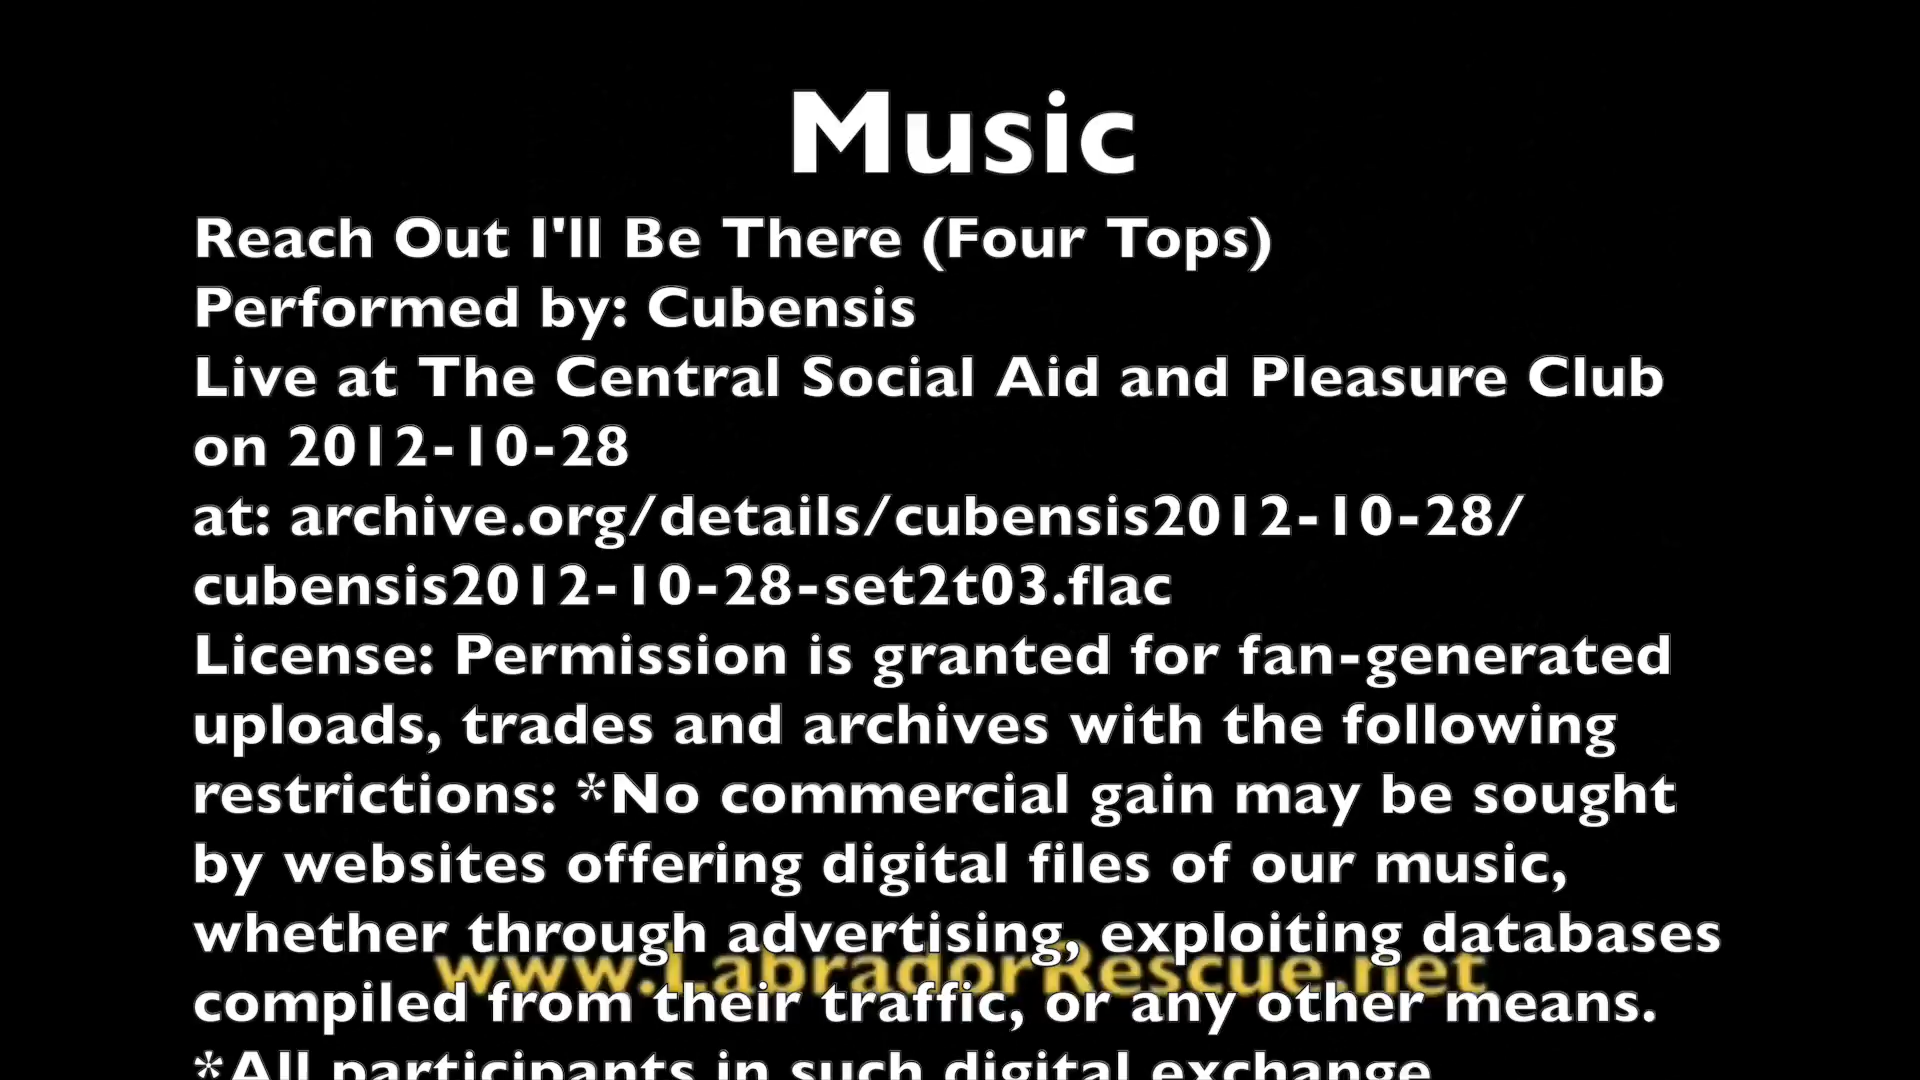 Music
Reach Out I'll Be There (Four Tops)
Performed by: Cubensis
Live at The Central Social Aid and Pleasure Club
on 2012-10-28
at: archive.org/details/cubensis2012-10-28/
cubensis2012-10-28-set2t03.flac
License: Permission is granted for fan-generated
uploads, trades and archives with the following
restrictions: *No commercial gain may be sought
by websites offering digital files of our music,
whether through advertising, exploiting databases
www.LabradorRescue.net
compiled from their traffic, or any other means.
*All participants in such digital exchange